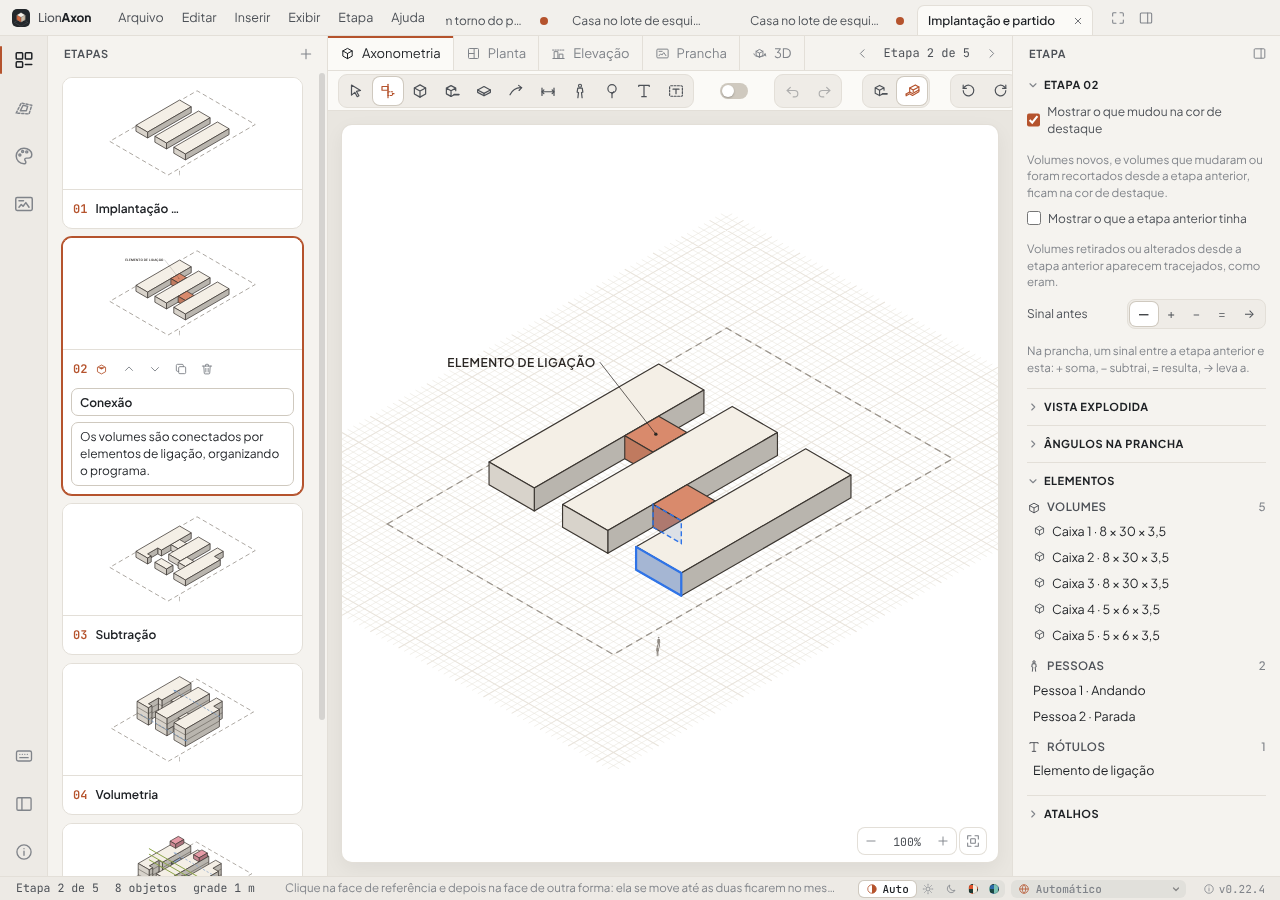 LionAxon
Arquivo Editar Inserir Exibir Etapa Ajuda
n torno do p...
Casa no lote de esqui...
Casa no lote de esqui...
Implantação e partido
ETAPAS
01 Implantação ...
ELEMENTO DE LIGAÇÃO
02
Conexão
Os volumes são conectados por
elementos de ligação, organizando
o programa.
03 Subtração
04 Volumetria
Axonometria
Planta
Elevação
Prancha
3D
Etapa 2 de 5
ELEMENTO DE LIGAÇÃO
100%
ETAPA
ETAPA 02
Mostrar o que mudou na cor de
destaque
Volumes novos, e volumes que mudaram ou
foram recortados desde a etapa anterior,
ficam na cor de destaque.
Mostrar o que a etapa anterior tinha
Volumes retirados ou alterados desde a
etapa anterior aparecem tracejados, como
eram.
Sinal antes — + − = →
Na prancha, um sinal entre a etapa anterior e
esta: + soma, − subtrai, = resulta, → leva a.
VISTA EXPLODIDA
ÂNGULOS NA PRANCHA
ELEMENTOS
VOLUMES 5
Caixa 1 · 8 × 30 × 3,5
Caixa 2 · 8 × 30 × 3,5
Caixa 3 · 8 × 30 × 3,5
Caixa 4 · 5 × 6 × 3,5
Caixa 5 · 5 × 6 × 3,5
PESSOAS 2
Pessoa 1 · Andando
Pessoa 2 · Parada
RÓTULOS 1
Elemento de ligação
ATALHOS
Etapa 2 de 5 8 objetos grade 1 m
Clique na face de referência e depois na face de outra forma: ela se move até as duas ficarem no mes...
Auto
Automático
v0.22.4